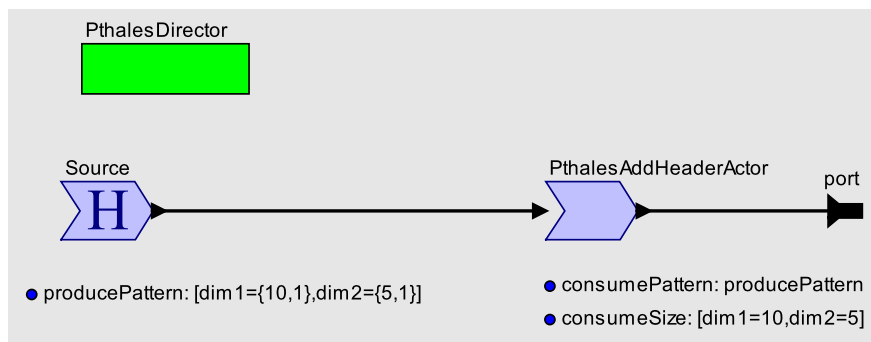 PthalesDirector
Source
H
PthalesAddHeaderActor
port
producePattern: [dim1={10,1},dim2={5,1}]
consumePattern: producePattern
consumeSize: [dim1=10,dim2=5]